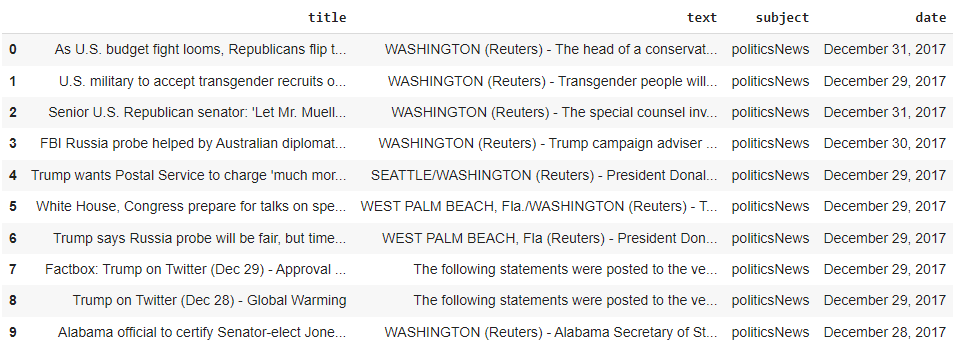 title text subject date
0 As U.S. budget fight looms, Republicans flip t... WASHINGTON (Reuters) - The head of a conservat... politicsNews December 31, 2017
1 U.S. military to accept transgender recruits o... WASHINGTON (Reuters) - Transgender people will... politicsNews December 29, 2017
2 Senior U.S. Republican senator: 'Let Mr. Muell... WASHINGTON (Reuters) - The special counsel inv... politicsNews December 31, 2017
3 FBI Russia probe helped by Australian diplomat... WASHINGTON (Reuters) - Trump campaign adviser ... politicsNews December 30, 2017
4 Trump wants Postal Service to charge 'much mor... SEATTLE/WASHINGTON (Reuters) - President Donal... politicsNews December 29, 2017
5 White House, Congress prepare for talks on spe... WEST PALM BEACH, Fla./WASHINGTON (Reuters) - T... politicsNews December 29, 2017
6 Trump says Russia probe will be fair, but time... WEST PALM BEACH, Fla (Reuters) - President Don... politicsNews December 29, 2017
7 Factbox: Trump on Twitter (Dec 29) - Approval ... The following statements were posted to the ve... politicsNews December 29, 2017
8 Trump on Twitter (Dec 28) - Global Warming The following statements were posted to the ve... politicsNews December 29, 2017
9 Alabama official to certify Senator-elect Jone... WASHINGTON (Reuters) - Alabama Secretary of St... politicsNews December 28, 2017